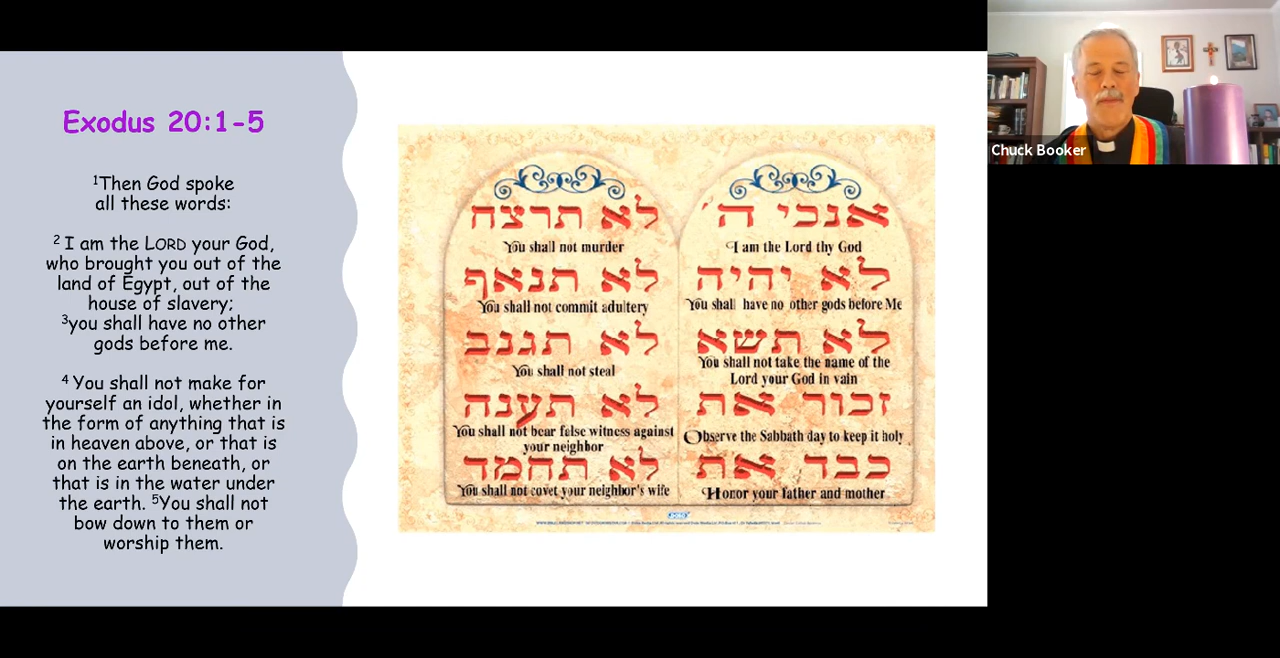 Exodus 20:1-5
1Then God spoke
all these words:
2 I am the LORD your God,
who brought you out of the
land of Egypt, out of the
house of slavery;
3you shall have no other
gods before me.
4 You shall not make for
yourself an idol, whether in
the form of anything that is
in heaven above, or that is
on the earth beneath, or
that is in the water under
the earth. 5You shall not
bow down to them or
worship them.
אנכי ה'
I am the Lord thy God
לא יהיה
You shall have no other gods before Me
לא תשא
You shall not take the name of the
Lord your God in vain
זכור את
Observe the Sabbath day to keep it holy
כבד את
Honor your father and mother
לא תרצח
You shall not murder
לא תנאף
You shall not commit adultery
לא תגנב
You shall not steal
לא תענה
You shall not bear false witness against
your neighbor
לא תחמד
You shall not covet your neighbor's wife
Chuck Booker